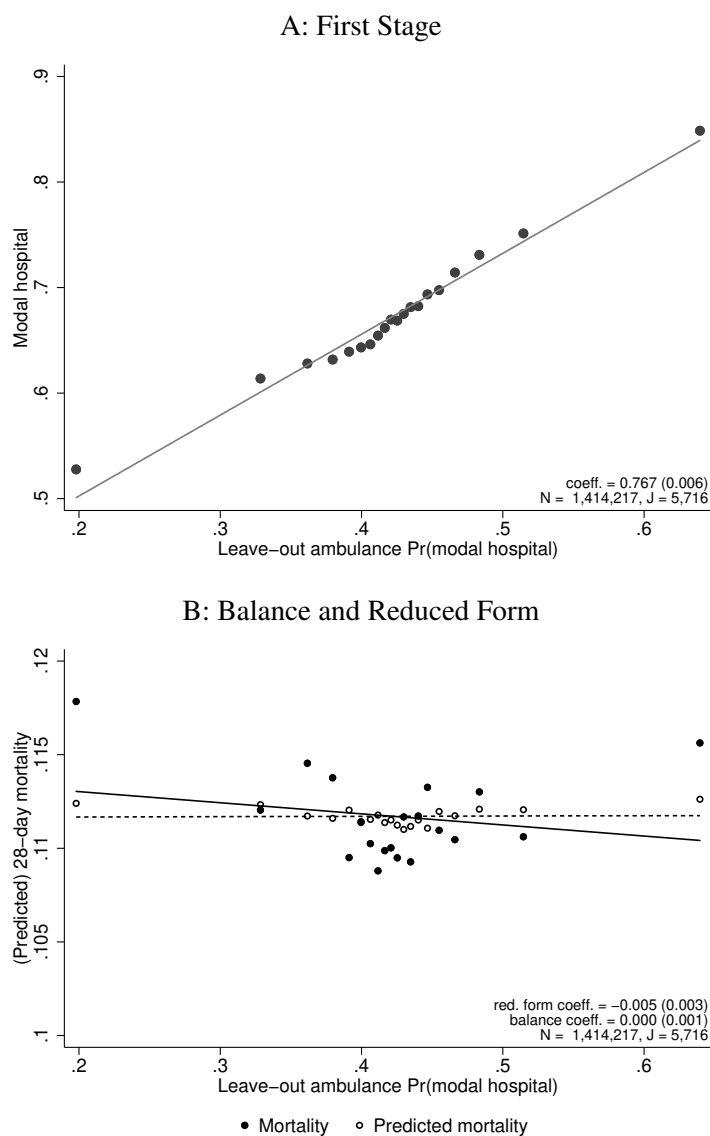 A: First Stage
.9
.8
.7
.6
.5
Modal hospital
coeff. = 0.767 (0.006)
N = 1,414,217, J = 5,716
.2 .3 .4 .5 .6
Leave−out ambulance Pr(modal hospital)
B: Balance and Reduced Form
.12
.115
.11
.105
.1
(Predicted) 28−day mortality
red. form coeff. = −0.005 (0.003)
balance coeff. = 0.000 (0.001)
N = 1,414,217, J = 5,716
.2 .3 .4 .5 .6
Leave−out ambulance Pr(modal hospital)
Mortality Predicted mortality